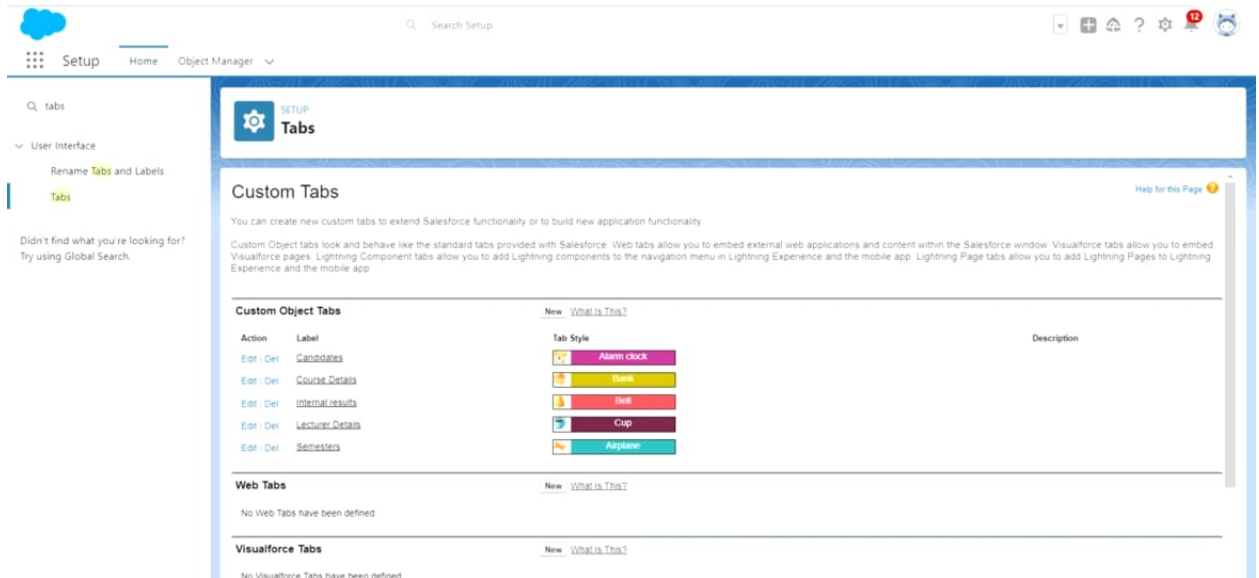 Search Setup
12
Setup
Home
Object Manager
tabs
User Interface
Rename Tabs and Labels
Tabs
Didn't find what you're looking for?
Try using Global Search.
SETUP
Tabs
Custom Tabs
Help for this Page
You can create new custom tabs to extend Salesforce functionality or to build new application functionality
Custom Object tabs look and behave like the standard tabs provided with Salesforce. Web tabs allow you to embed external web applications and content within the Salesforce window. Visualforce tabs allow you to embed
Visualforce pages. Lightning Component tabs allow you to add Lightning components to the navigation menu in Lightning Experience and the mobile app. Lightning Page tabs allow you to add Lightning Pages to Lightning
Experience and the mobile app
Custom Object Tabs New What Is This?
Action Label Tab Style Description
Edit | Del Candidates Alarm clock
Edit | Del Course Details Bank
Edit | Del Internal results Bell
Edit | Del Lecturer Details Cup
Edit | Del Semesters Airplane
Web Tabs New What Is This?
No Web Tabs have been defined
Visualforce Tabs New What Is This?
No Visualforce Tabs have been defined